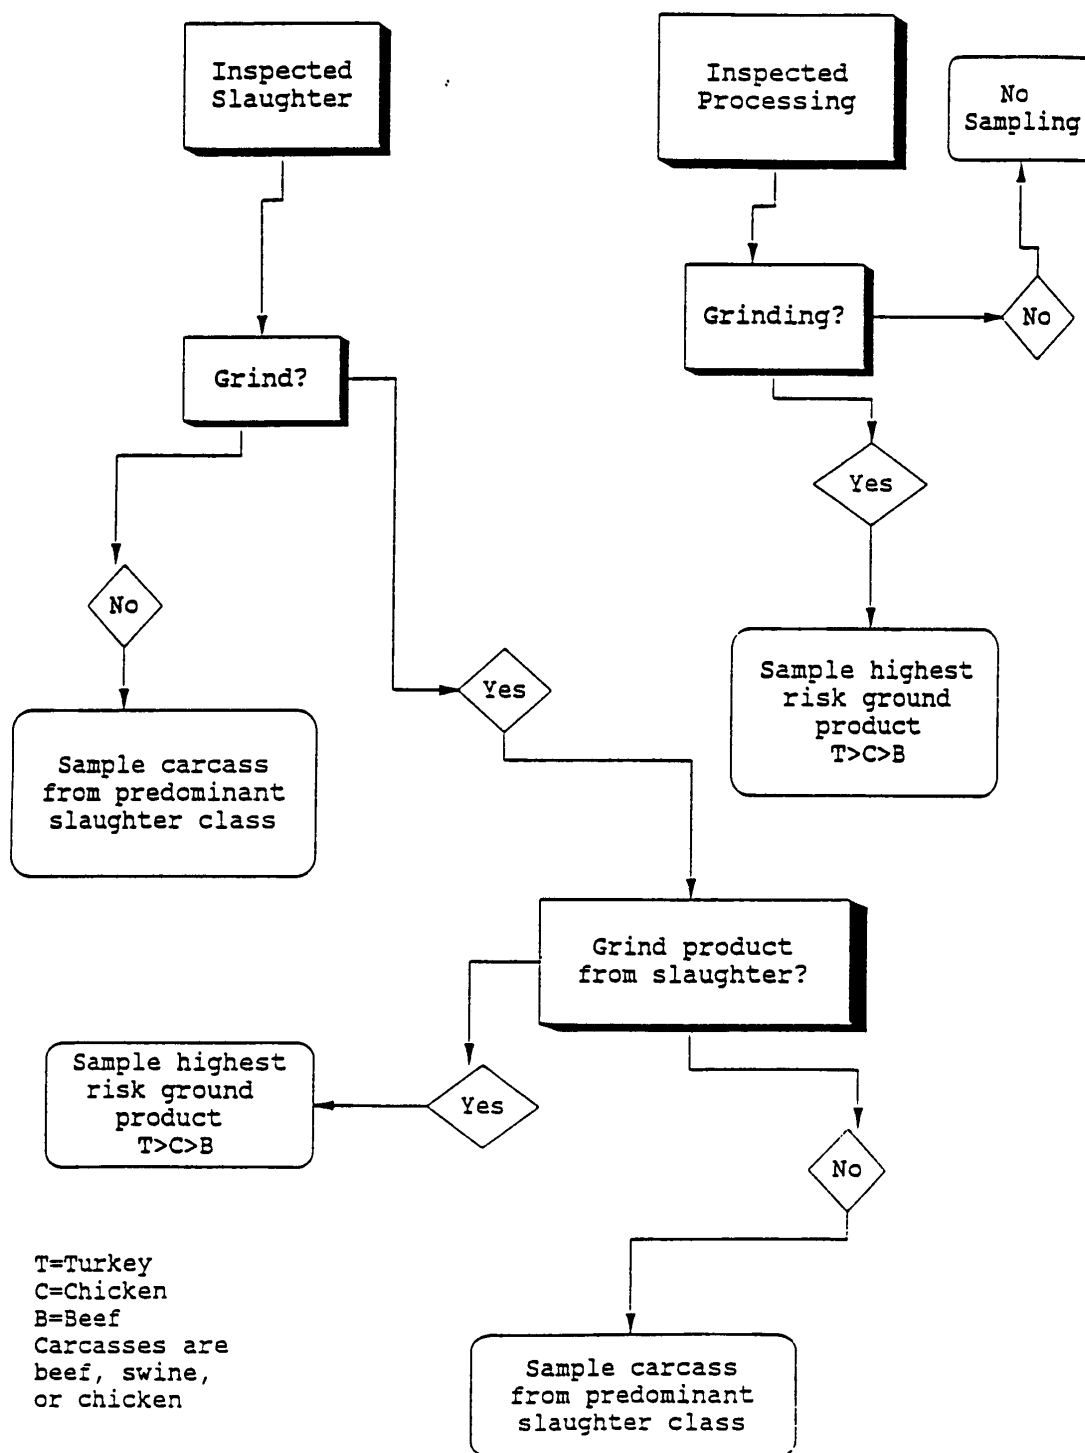 Inspected
Slaughter
Inspected
Processing
No
Sampling
Grinding?
No
Grind?
Yes
No
Yes
Sample highest
risk ground
product
T>C>B
Sample carcass
from predominant
slaughter class
Grind product
from slaughter?
Sample highest
risk ground
product
T>C>B
Yes
No
T=Turkey
C=Chicken
B=Beef
Carcasses are
beef, swine,
or chicken
Sample carcass
from predominant
slaughter class